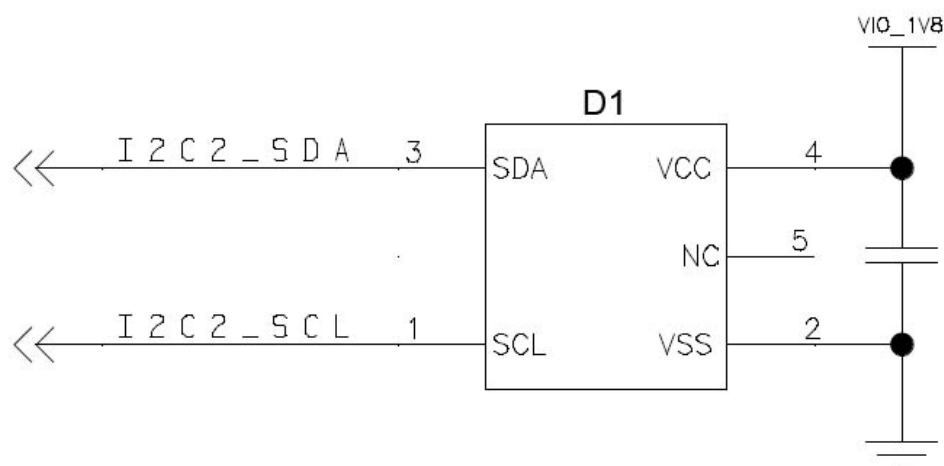 VIO_1V8
D1
I2C2_SDA 3 SDA VCC 4
NC 5
I2C2_SCL 1 SCL VSS 2